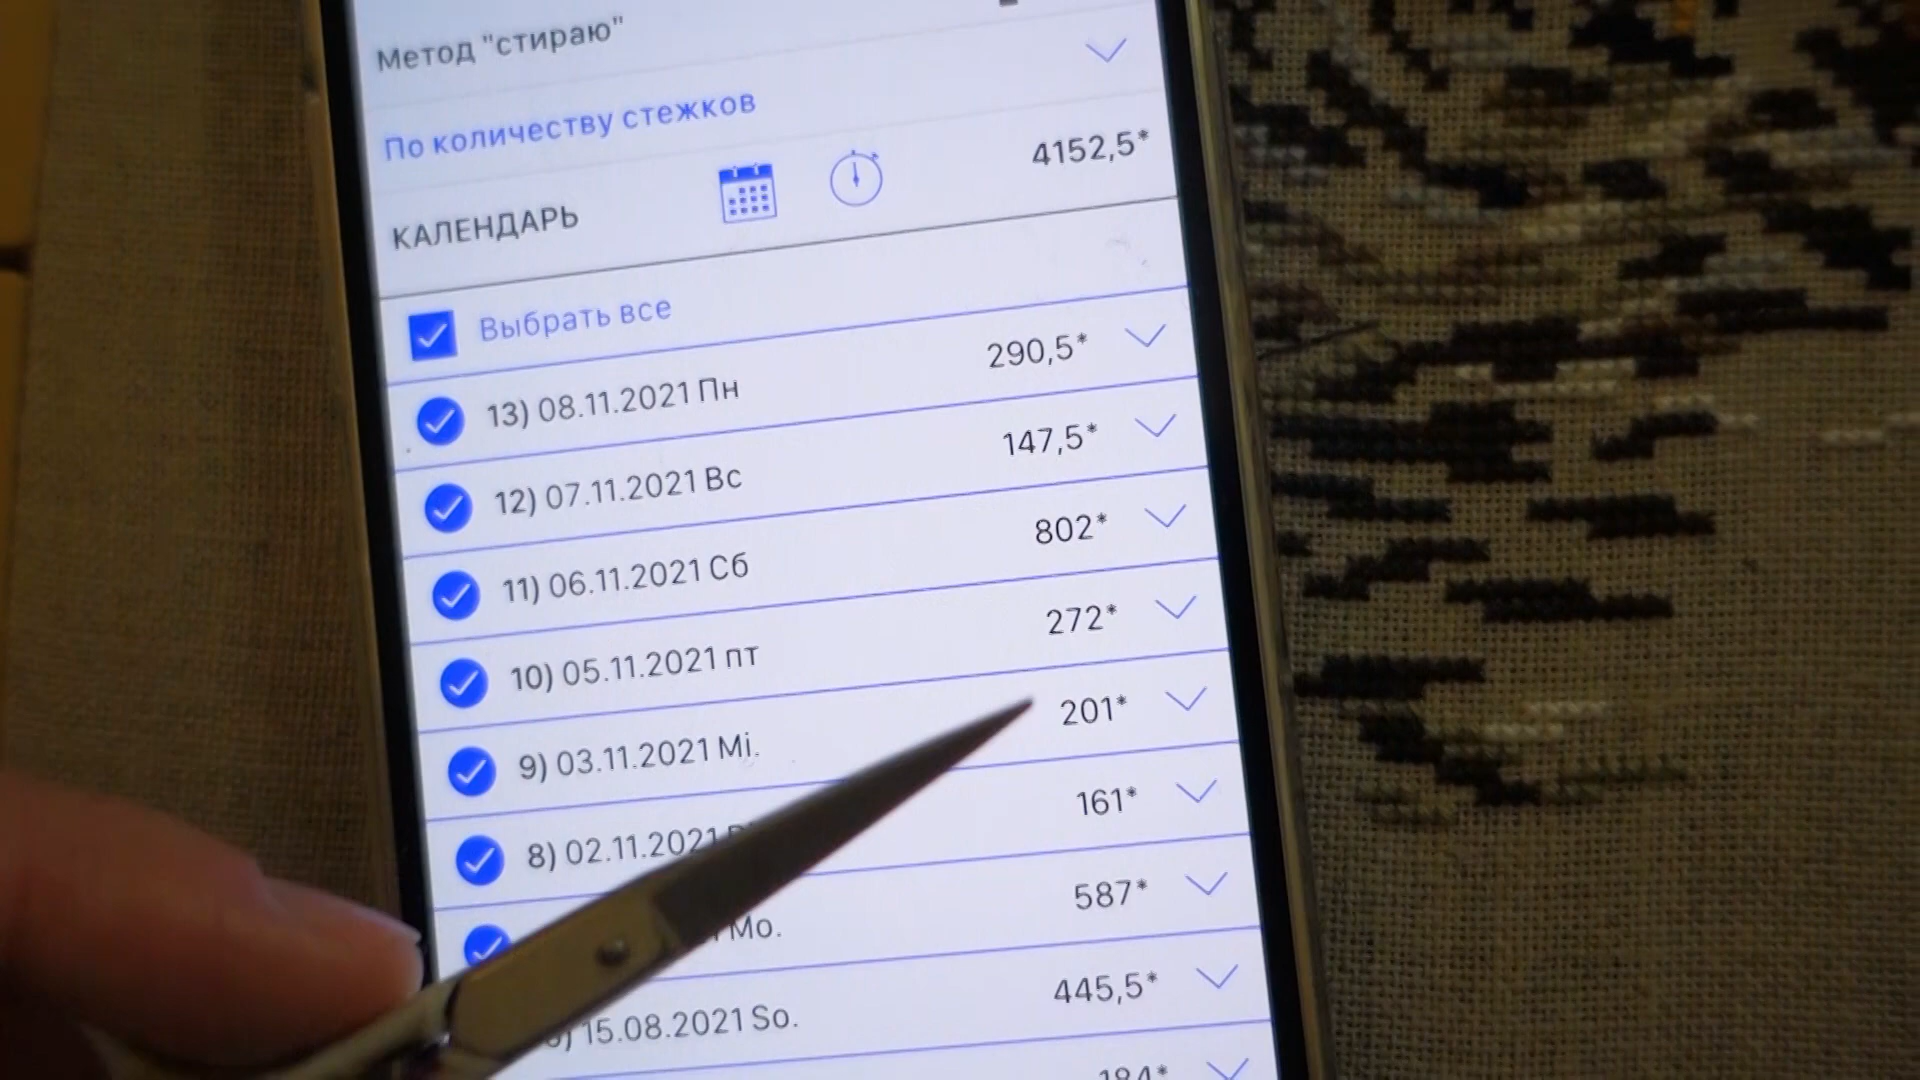 Метод "стираю"
По количеству стежков
КАЛЕНДАРЬ 4152,5*
Выбрать все
13) 08.11.2021 Пн 290,5*
12) 07.11.2021 Вс 147,5*
11) 06.11.2021 Сб 802*
10) 05.11.2021 пт 272*
9) 03.11.2021 Mi. 201*
8) 02.11.2021 161*
Mo. 587*
15.08.2021 So. 445,5*
184*